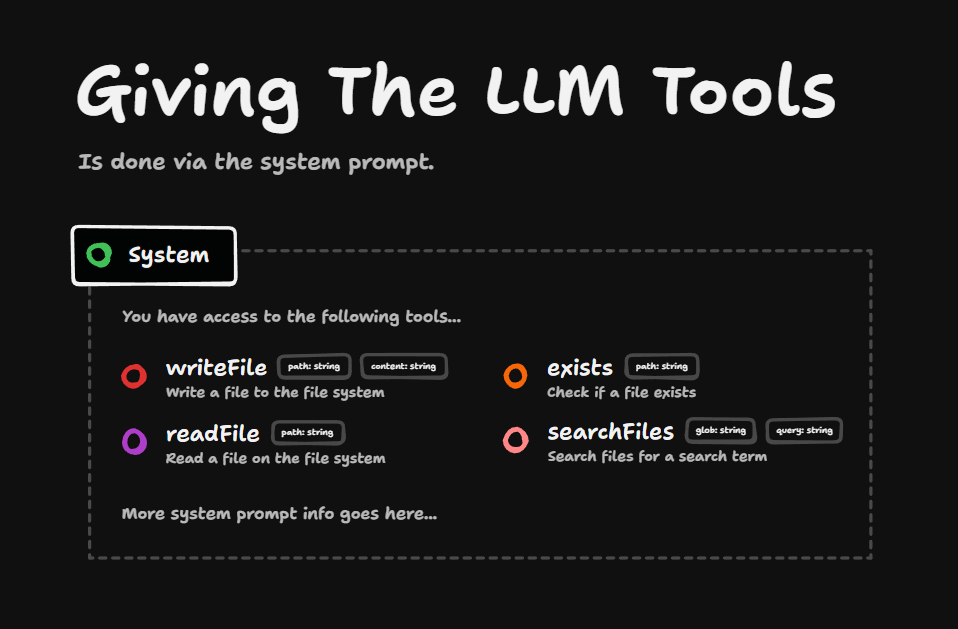 Giving The LLM Tools
Is done via the system prompt.
System
You have access to the following tools...
writeFile path: string content: string
Write a file to the file system
exists path: string
Check if a file exists
readFile path: string
Read a file on the file system
searchFiles glob: string query: string
Search files for a search term
More system prompt info goes here...